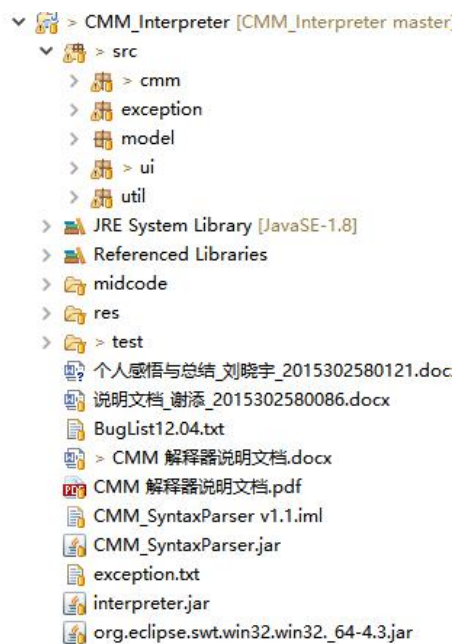 > CMM_Interpreter [CMM_Interpreter master]
> src
> cmm
exception
model
> ui
util
JRE System Library [JavaSE-1.8]
Referenced Libraries
midcode
res
> test
个人感悟与总结_刘晓宇_2015302580121.docx
说明文档_谢添_2015302580086.docx
BugList12.04.txt
> CMM 解释器说明文档.docx
CMM 解释器说明文档.pdf
CMM_SyntaxParser v1.1.iml
CMM_SyntaxParser.jar
exception.txt
interpreter.jar
org.eclipse.swt.win32.win32._64-4.3.jar